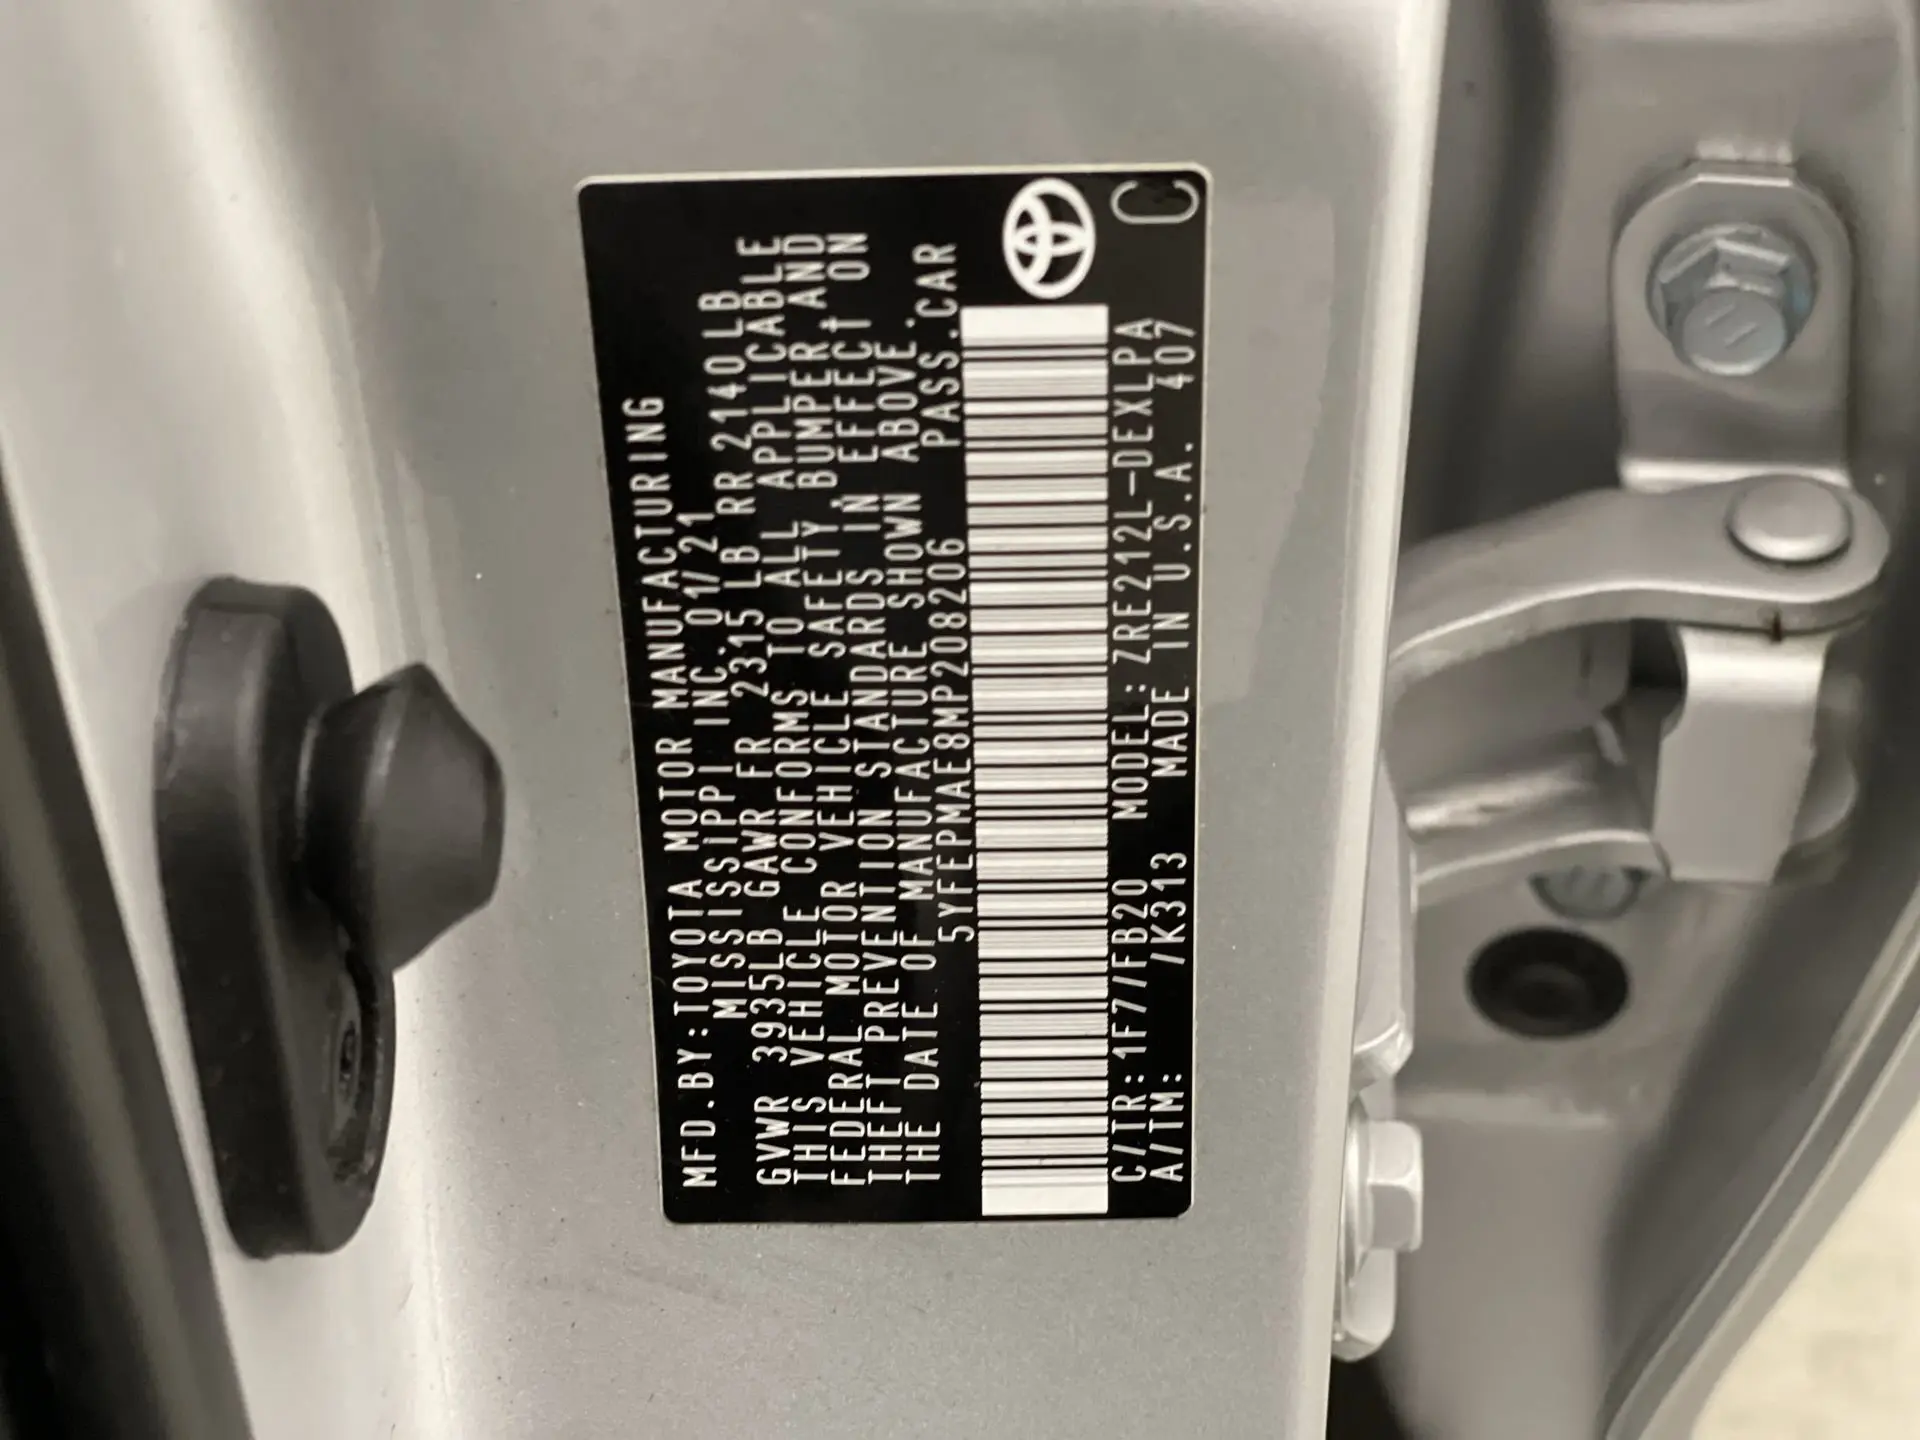 MFD.BY:TOYOTA MOTOR MANUFACTURING
MISSISSIPPI INC. 01/21
GVWR 3935LB GAWR FR 2315LB RR 2140LB
THIS VEHICLE CONFORMS TO ALL APPLICABLE
FEDERAL MOTOR VEHICLE SAFETY, BUMPER, AND
THEFT PREVENTION STANDARDS IN EFFECT ON
THE DATE OF MANUFACTURE SHOWN ABOVE.
5YFEPMAE8MP208206 PASS.CAR
C/TR:1F7/FB20 MODEL:ZRE212L-DEXLPA
A/TM: /K313 MADE IN U.S.A. 407
C